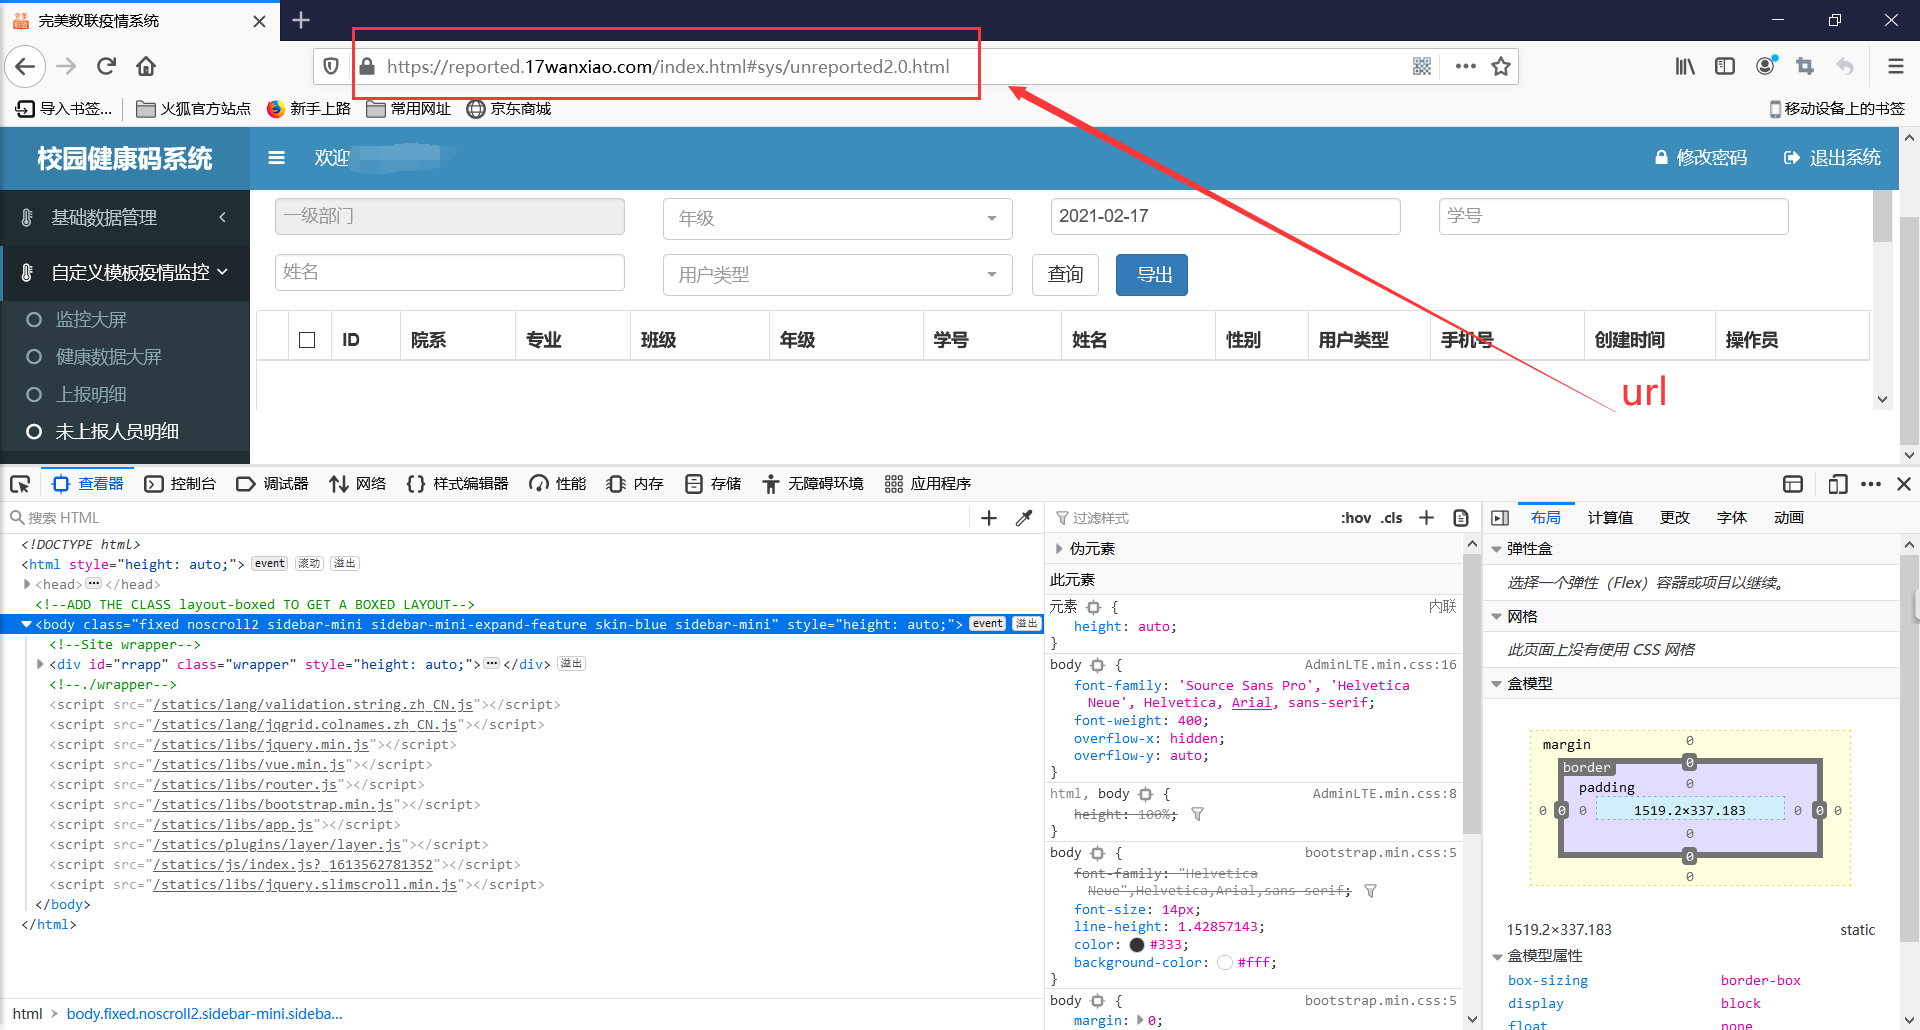 完美数联疫情系统
https://reported.17wanxiao.com/index.html#sys/unreported2.0.html
导入书签... 火狐官方站点 新手上路 常用网址 京东商城 移动设备上的书签
校园健康码系统 欢迎 修改密码 退出系统
基础数据管理
自定义模板疫情监控
监控大屏
健康数据大屏
上报明细
未上报人员明细
一级部门 年级 2021-02-17 学号
姓名 用户类型 查询 导出
ID 院系 专业 班级 年级 学号 姓名 性别 用户类型 手机号 创建时间 操作员
url
查看器 控制台 调试器 网络 样式编辑器 性能 内存 存储 无障碍环境 应用程序
搜索 HTML
<!DOCTYPE html>
<html style="height: auto;"> event 滚动 溢出
<head>···</head>
<!--ADD THE CLASS layout-boxed TO GET A BOXED LAYOUT-->
<body class="fixed noscroll2 sidebar-mini sidebar-mini-expand-feature skin-blue sidebar-mini" style="height: auto;"> event 溢出
<!--Site wrapper-->
<div id="rrapp" class="wrapper" style="height: auto;">···</div> 溢出
<!--./wrapper-->
<script src="/statics/lang/validation.string.zh_CN.js"></script>
<script src="/statics/lang/jqgrid.colnames.zh_CN.js"></script>
<script src="/statics/libs/jquery.min.js"></script>
<script src="/statics/libs/vue.min.js"></script>
<script src="/statics/libs/router.js"></script>
<script src="/statics/libs/bootstrap.min.js"></script>
<script src="/statics/libs/app.js"></script>
<script src="/statics/plugins/layer/layer.js"></script>
<script src="/statics/js/index.js?_1613562781352"></script>
<script src="/statics/libs/jquery.slimscroll.min.js"></script>
</body>
</html>
html > body.fixed.noscroll2.sidebar-mini.sideba...
过滤样式 :hov .cls
伪元素
此元素
元素 { 内联
height: auto;
}
body { AdminLTE.min.css:16
font-family: 'Source Sans Pro', 'Helvetica
Neue', Helvetica, Arial, sans-serif;
font-weight: 400;
overflow-x: hidden;
overflow-y: auto;
}
html, body { AdminLTE.min.css:8
height: 100%;
}
body { bootstrap.min.css:5
font-family: "Helvetica
Neue",Helvetica,Arial,sans-serif;
font-size: 14px;
line-height: 1.42857143;
color: #333;
background-color: #fff;
}
body { bootstrap.min.css:5
margin: 0;
布局 计算值 更改 字体 动画
弹性盒
选择一个弹性（Flex）容器或项目以继续。
网格
此页面上没有使用 CSS 网格
盒模型
margin 0
border 0
padding 0
0 0 0 1519.2×337.183 0 0 0
0
0
0
1519.2×337.183 static
盒模型属性
box-sizing border-box
display block
float none